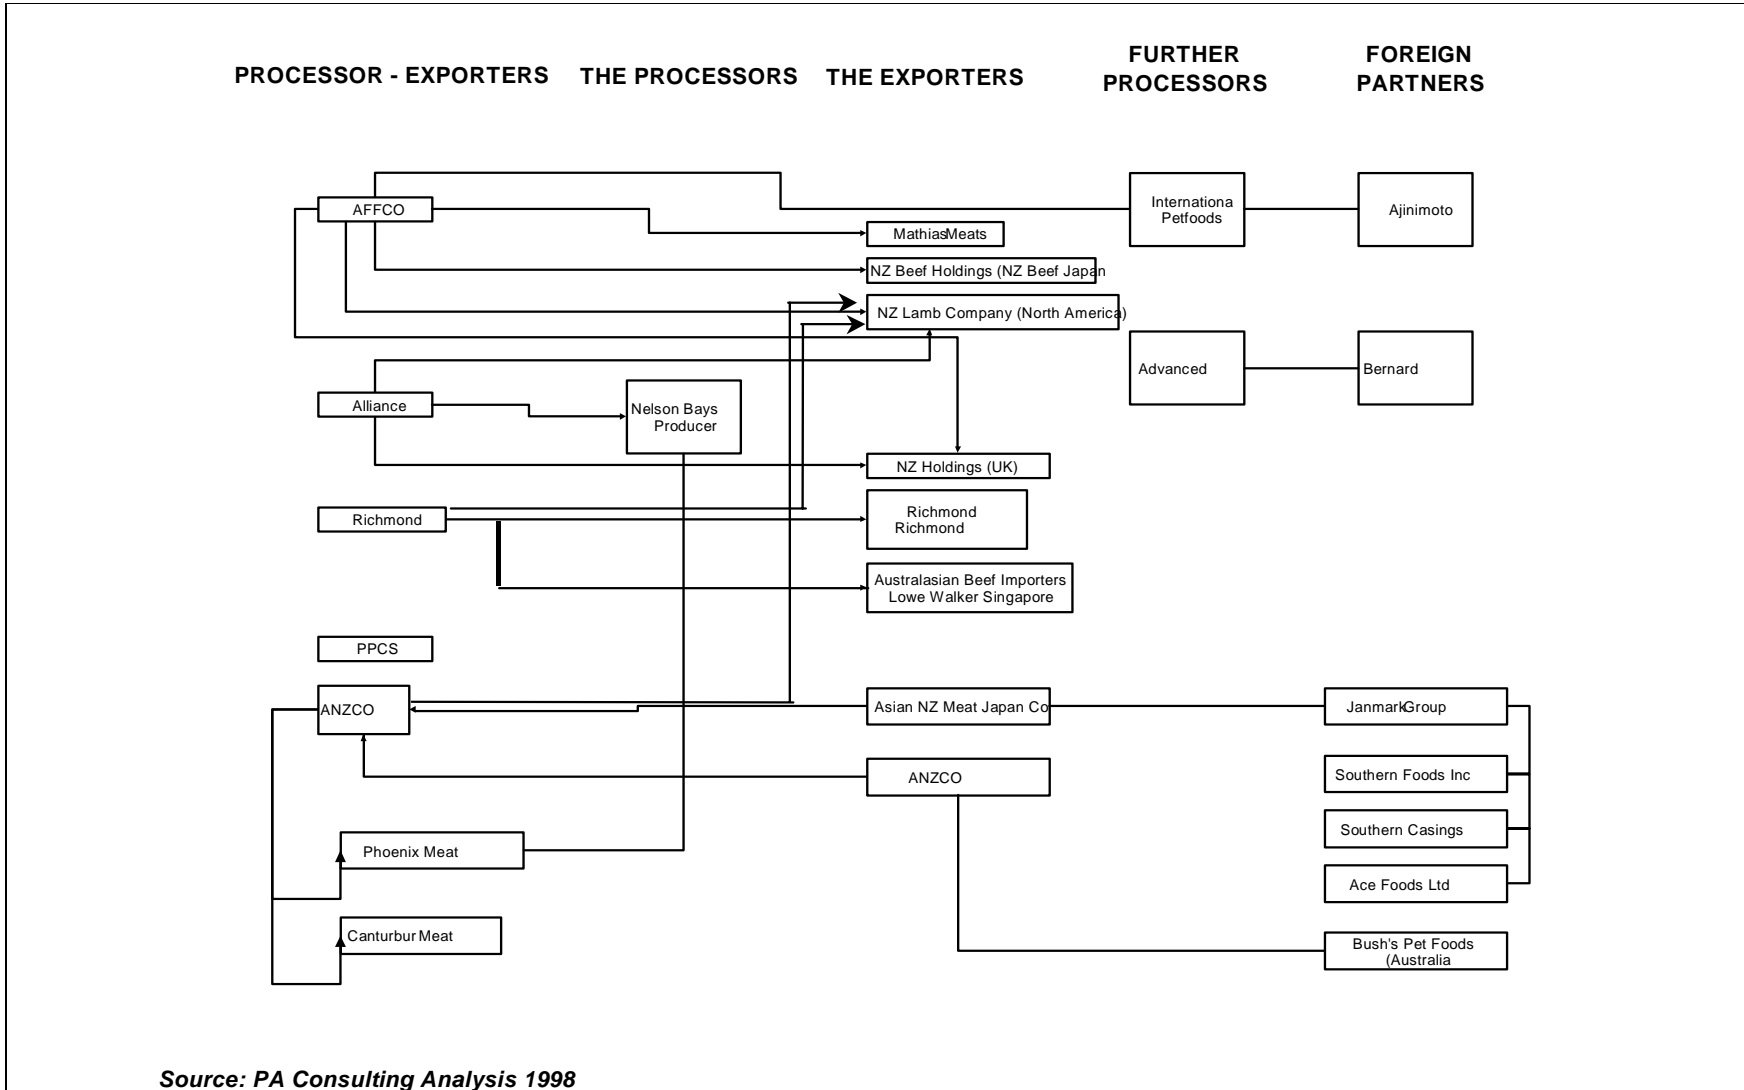 PROCESSOR - EXPORTERS
THE PROCESSORS
THE EXPORTERS
FURTHER
PROCESSORS
FOREIGN
PARTNERS
AFFCO
Internationa
Petfoods
Ajinimoto
MathiasMeats
NZ Beef Holdings (NZ Beef Japan
NZ Lamb Company (North America)
Advanced
Bernard
Alliance
Nelson Bays
Producer
NZ Holdings (UK)
Richmond
Richmond
Richmond
Australasian Beef Importers
Lowe Walker Singapore
PPCS
ANZCO
Asian NZ Meat Japan Co
JanmarkGroup
ANZCO
Southern Foods Inc
Southern Casings
Phoenix Meat
Ace Foods Ltd
Canturbur Meat
Bush's Pet Foods
(Australia
Source: PA Consulting Analysis 1998